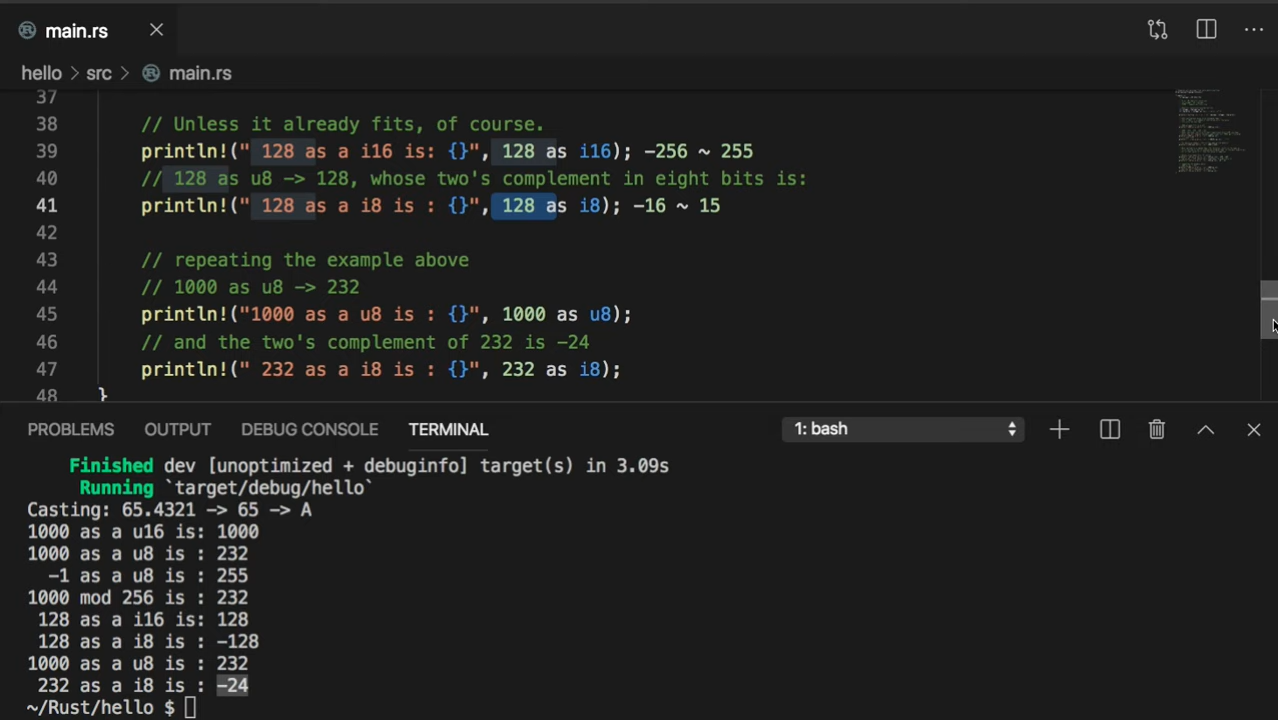 main.rs
hello > src > main.rs
37
38 // Unless it already fits, of course.
39 println!(" 128 as a i16 is: {}", 128 as i16); -256 ~ 255
40 // 128 as u8 -> 128, whose two's complement in eight bits is:
41 println!(" 128 as a i8 is : {}", 128 as i8); -16 ~ 15
42
43 // repeating the example above
44 // 1000 as u8 -> 232
45 println!("1000 as a u8 is : {}", 1000 as u8);
46 // and the two's complement of 232 is -24
47 println!(" 232 as a i8 is : {}", 232 as i8);
48 }
PROBLEMS OUTPUT DEBUG CONSOLE TERMINAL 1: bash
Finished dev [unoptimized + debuginfo] target(s) in 3.09s
Running `target/debug/hello`
Casting: 65.4321 -> 65 -> A
1000 as a u16 is: 1000
1000 as a u8 is : 232
-1 as a u8 is : 255
1000 mod 256 is : 232
128 as a i16 is: 128
128 as a i8 is : -128
1000 as a u8 is : 232
232 as a i8 is : -24
~/Rust/hello $